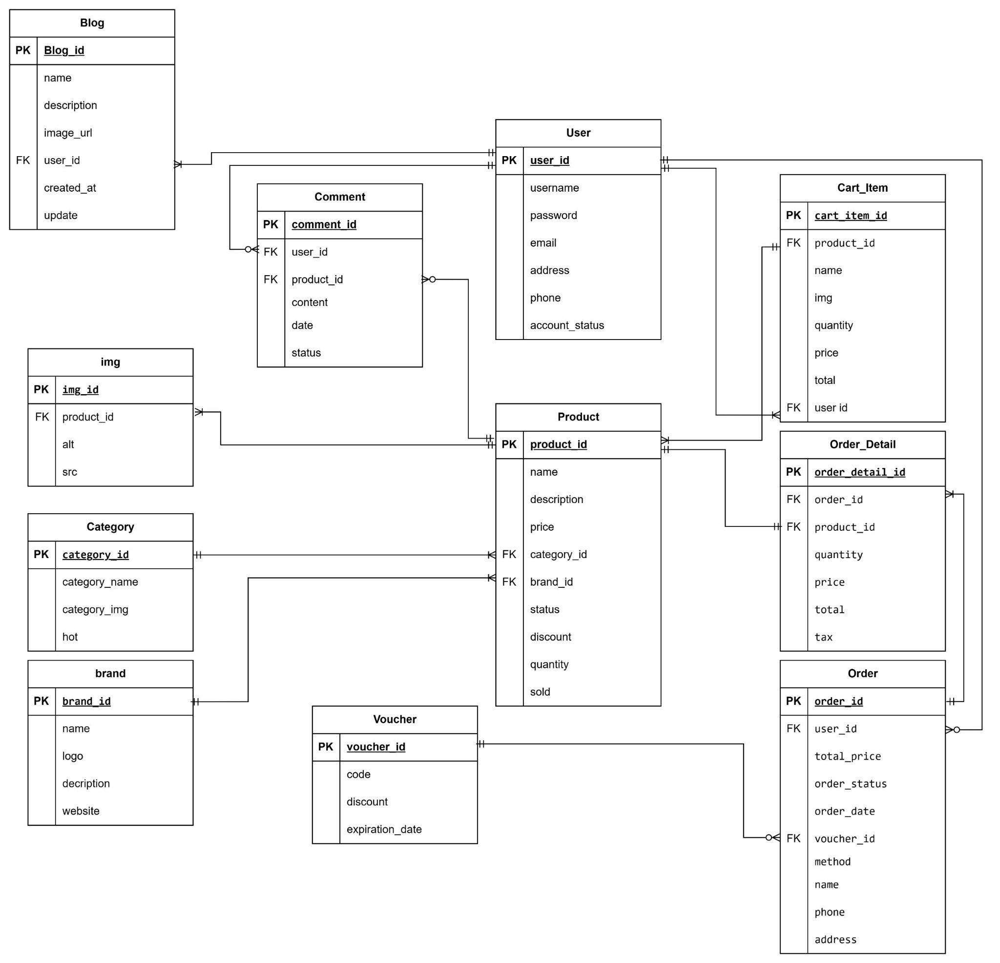 Blog
PK Blog_id
name
description
image_url
FK user_id
created_at
update
User
PK user_id
username
password
email
address
phone
account_status
Comment
PK comment_id
FK user_id
FK product_id
content
date
status
Cart_Item
PK cart_item_id
FK product_id
name
img
quantity
price
total
FK user id
img
PK img_id
FK product_id
alt
src
Product
PK product_id
name
description
price
FK category_id
FK brand_id
status
discount
quantity
sold
Order_Detail
PK order_detail_id
FK order_id
FK product_id
quantity
price
total
tax
Category
PK category_id
category_name
category_img
hot
brand
PK brand_id
name
logo
decription
website
Voucher
PK voucher_id
code
discount
expiration_date
Order
PK order_id
FK user_id
total_price
order_status
order_date
FK voucher_id
method
name
phone
address